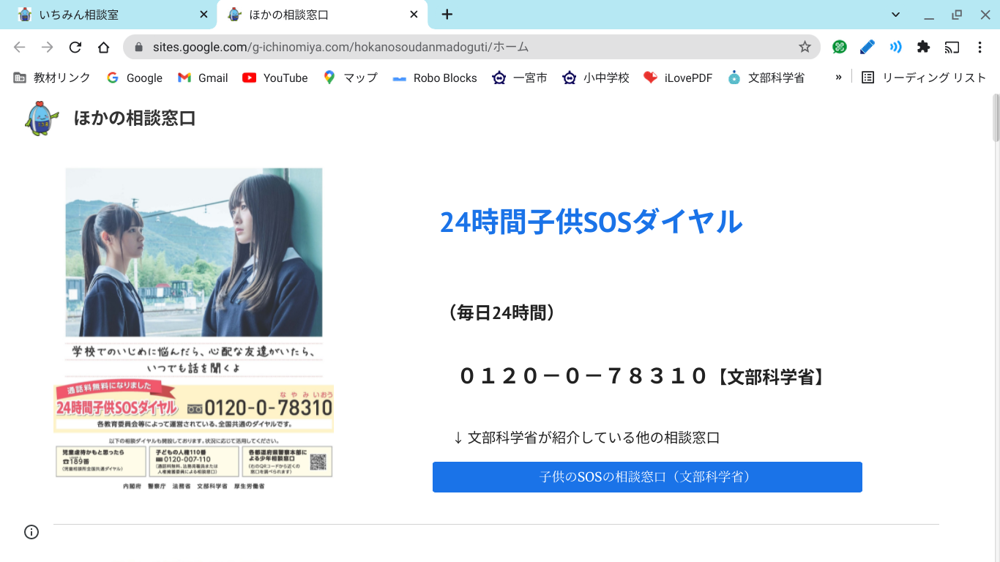 いちみん相談室
ほかの相談窓口
sites.google.com/g-ichinomiya.com/hokanosoudanmadoguti/ホーム
教材リンク Google Gmail YouTube マップ Robo Blocks 一宮市 小中学校 iLovePDF 文部科学省 » リーディング リスト
ほかの相談窓口
学校でのいじめに悩んだら、心配な友達がいたら、
いつでも話を聞くよ
通話料無料になりました
なやみいおう
24時間子供SOSダイヤル 0120-0-78310
各教育委員会等によって運営されている、全国共通のダイヤルです。
以下の相談ダイヤルも開設しております。状況に応じて活用してください。
児童虐待かもと思ったら
☎189番
(児童相談所全国共通ダイヤル)
子どもの人権110番
0120-007-110
(通話料無料、法務局職員または
人権擁護委員による相談窓口)
各都道府県警察本部に
よる少年相談窓口
(右のQRコードから近くの
窓口を調べられます)
内閣府 警察庁 法務省 文部科学省 厚生労働省
24時間子供SOSダイヤル
（毎日24時間）
０１２０－０－７８３１０【文部科学省】
↓ 文部科学省が紹介している他の相談窓口
子供のSOSの相談窓口（文部科学省）